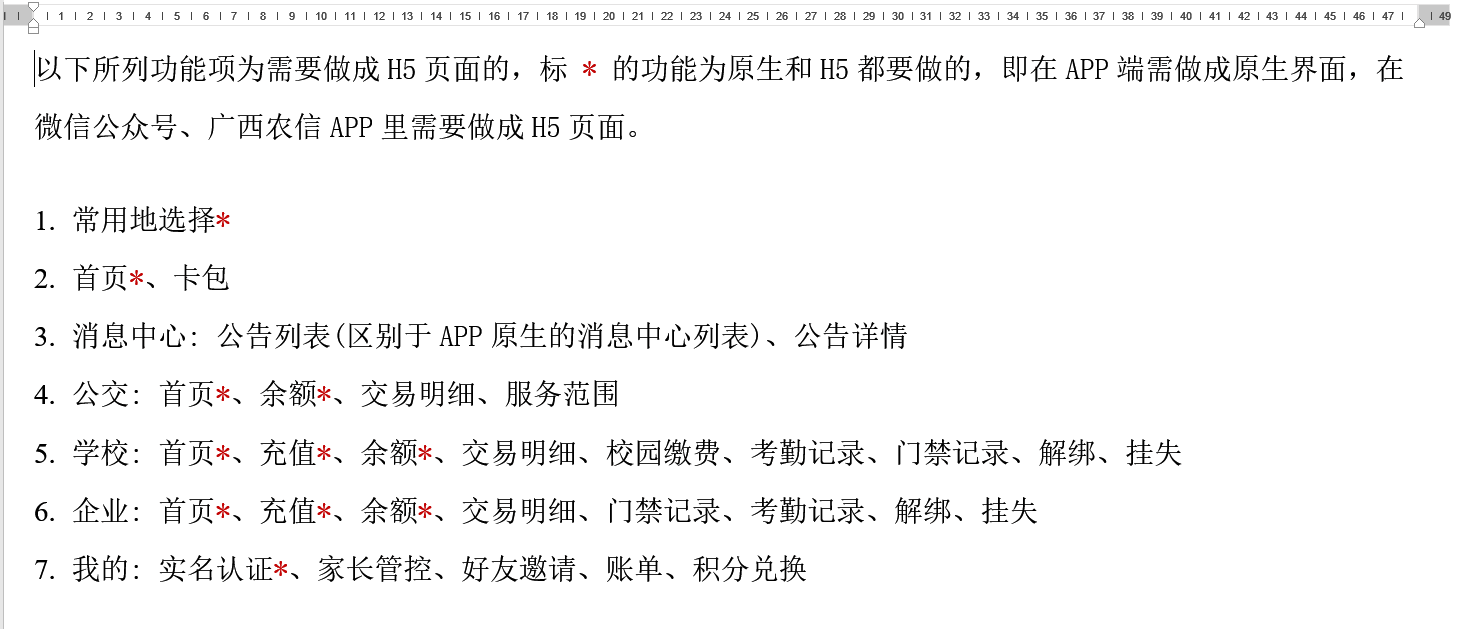 1 2 3 4 5 6 7 8 9 10 11 12 13 14 15 16 17 18 19 20 21 22 23 24 25 26 27 28 29 30 31 32 33 34 35 36 37 38 39 40 41 42 43 44 45 46 47 49
以下所列功能项为需要做成 H5 页面的，标 * 的功能为原生和 H5 都要做的，即在 APP 端需做成原生界面，在
微信公众号、广西农信 APP 里需要做成 H5 页面。
1. 常用地选择*
2. 首页*、卡包
3. 消息中心: 公告列表(区别于 APP 原生的消息中心列表)、公告详情
4. 公交: 首页*、余额*、交易明细、服务范围
5. 学校: 首页*、充值*、余额*、交易明细、校园缴费、考勤记录、门禁记录、解绑、挂失
6. 企业: 首页*、充值*、余额*、交易明细、门禁记录、考勤记录、解绑、挂失
7. 我的: 实名认证*、家长管控、好友邀请、账单、积分兑换